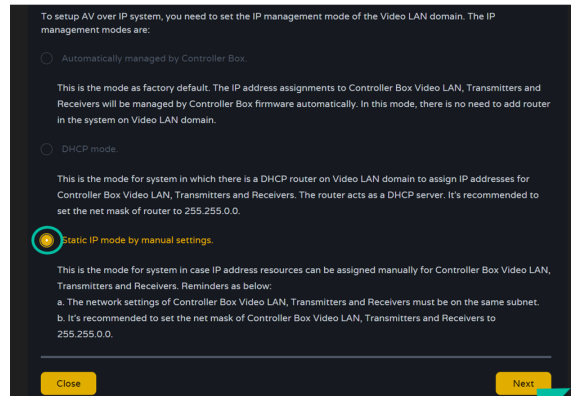 To setup AV over IP system, you need to set the IP management mode of the Video LAN domain. The IP
management modes are:
Automatically managed by Controller Box.
This is the mode as factory default. The IP address assignments to Controller Box Video LAN, Transmitters and
Receivers will be managed by Controller Box firmware automatically. In this mode, there is no need to add router
in the system on Video LAN domain.
DHCP mode.
This is the mode for system in which there is a DHCP router on Video LAN domain to assign IP addresses for
Controller Box Video LAN, Transmitters and Receivers. The router acts as a DHCP server. It's recommended to
set the net mask of router to 255.255.0.0.
Static IP mode by manual settings.
This is the mode for system in case IP address resources can be assigned manually for Controller Box Video LAN,
Transmitters and Receivers. Reminders as below:
a. The network settings of Controller Box Video LAN, Transmitters and Receivers must be on the same subnet.
b. It's recommended to set the net mask of Controller Box Video LAN, Transmitters and Receivers to
255.255.0.0.
Close
Next